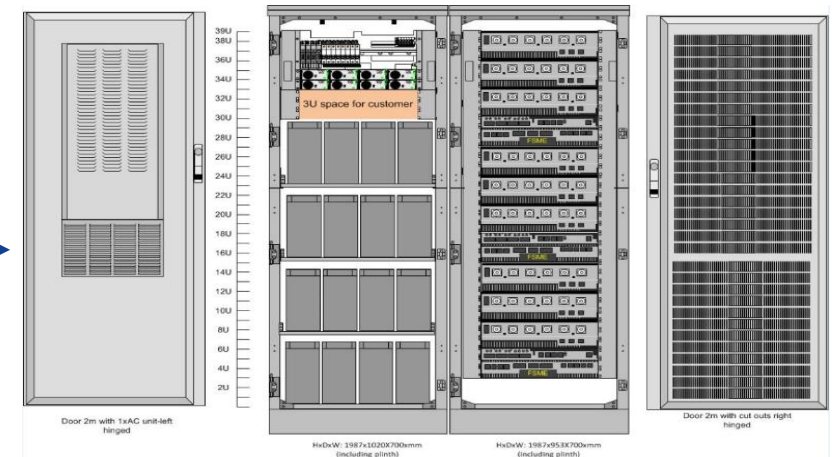 39U
38U
36U
34U
32U
30U
28U
26U
24U
22U
20U
18U
16U
14U
12U
10U
8U
6U
4U
2U
3U space for customer
FSME
FSME
FSME
Door 2m with 1xAC unit-left
hinged
HxDxW: 1987x1020X700xmm
(including plinth)
HxDxW: 1987x953X700xmm
(including plinth)
Door 2m with cut outs right
hinged